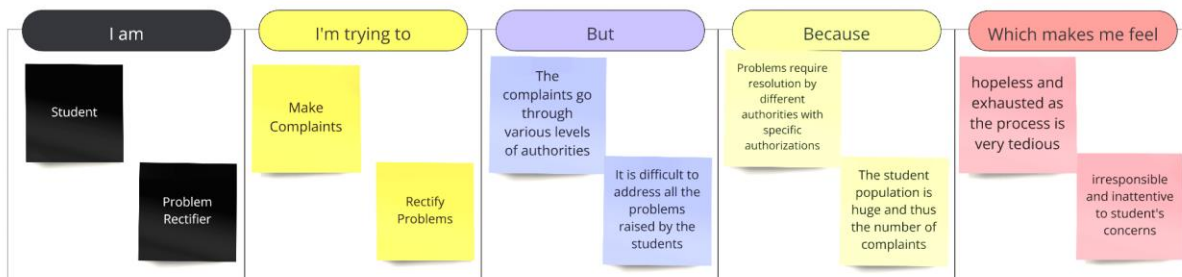 I am
I'm trying to
But
Because
Which makes me feel
Student
Make
Complaints
The
complaints go
through
various levels
of authorities
Problems require
resolution by
different
authorities with
specific
authorizations
hopeless and
exhausted as
the process is
very tedious
Problem
Rectifier
Rectify
Problems
It is difficult to
address all the
problems
raised by the
students
The student
population is
huge and thus
the number of
complaints
irresponsible
and inattentive
to student's
concerns